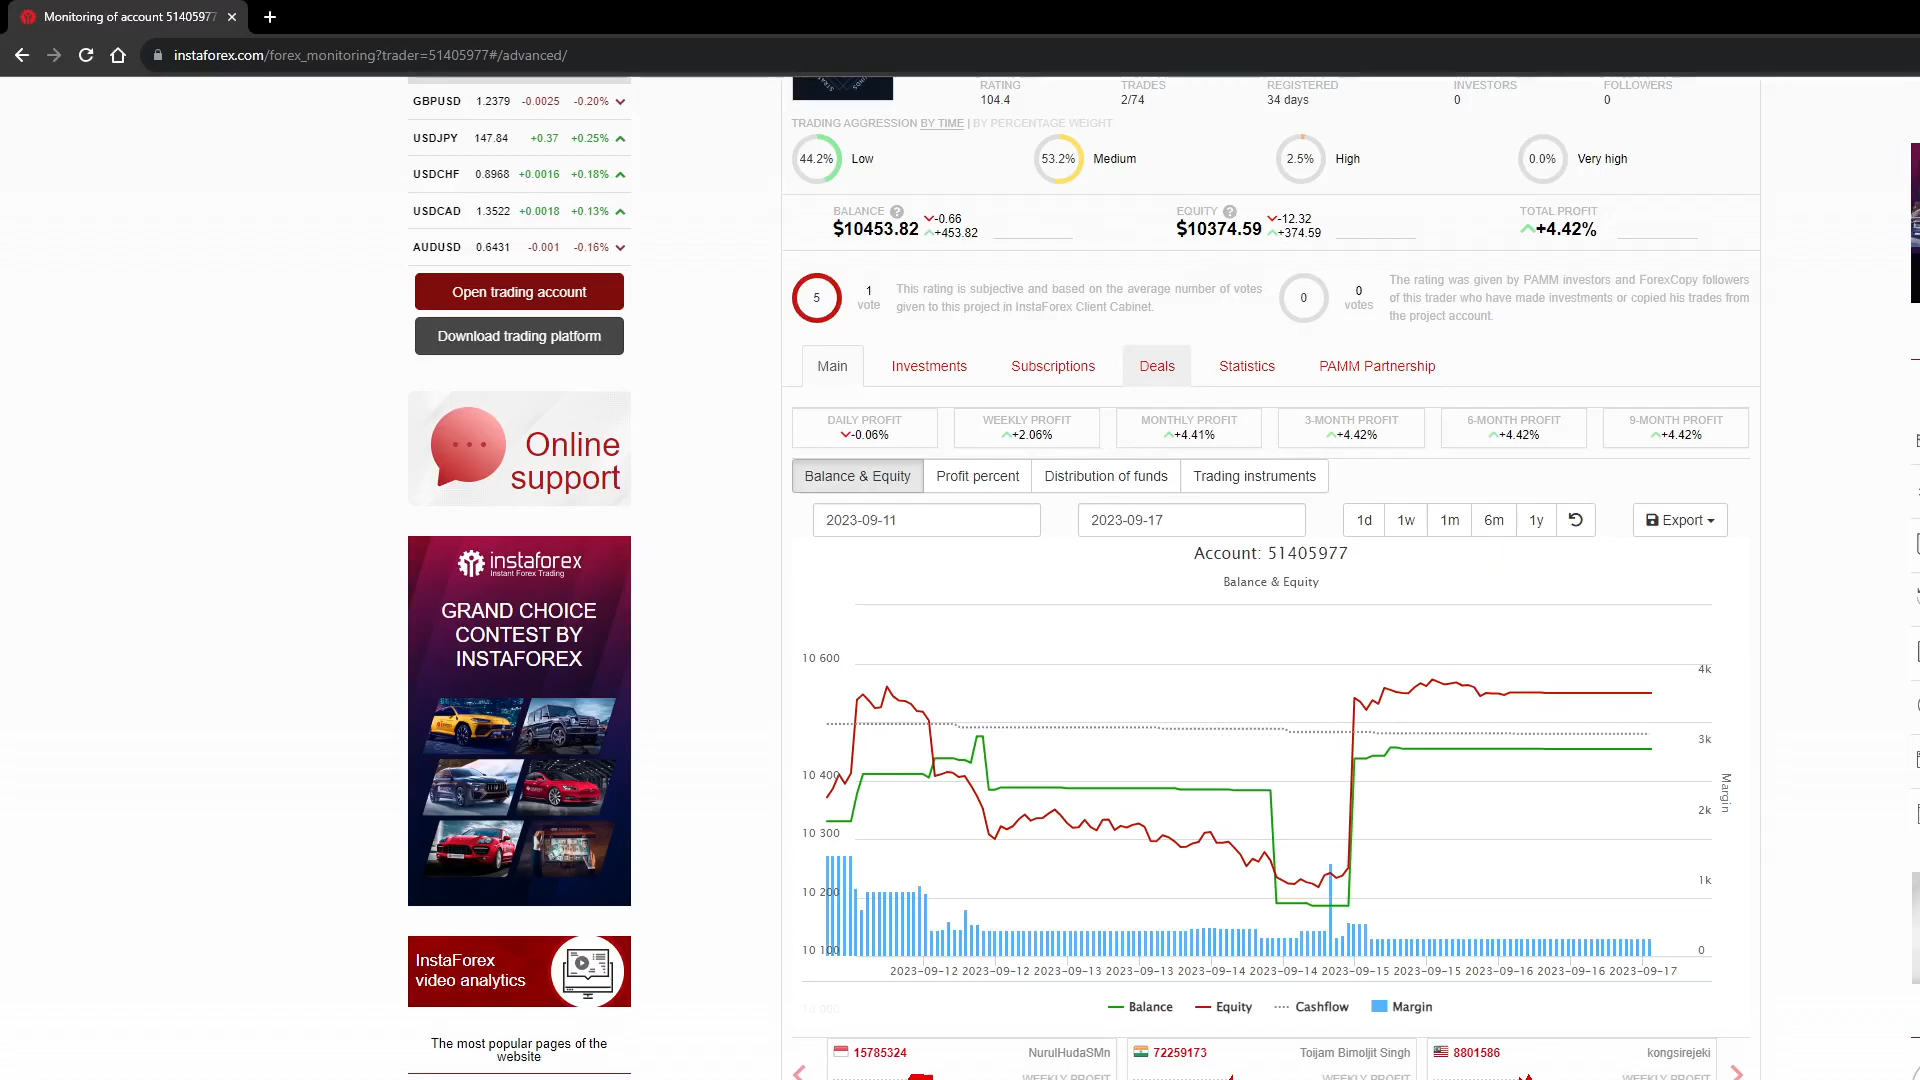 Monitoring of account 51405977
instaforex.com/forex_monitoring?trader=51405977#/advanced/
GBPUSD 1.2379 -0.0025 -0.20%
USDJPY 147.84 +0.37 +0.25%
USDCHF 0.8968 +0.0016 +0.18%
USDCAD 1.3522 +0.0018 +0.13%
AUDUSD 0.6431 -0.001 -0.16%
Open trading account
Download trading platform
Online
support
instaforex
Instant Forex Trading
GRAND CHOICE
CONTEST BY
INSTAFOREX
InstaForex
video analytics
The most popular pages of the
website
RATING TRADES REGISTERED INVESTORS FOLLOWERS
104.4 2/74 34 days 0 0
TRADING AGGRESSION BY TIME | BY PERCENTAGE WEIGHT
44.2% Low 53.2% Medium 2.5% High 0.0% Very high
BALANCE ? EQUITY ? TOTAL PROFIT
$10453.82 -0.66 $10374.59 -12.32 +4.42%
+453.82 +374.59
5 1 vote
This rating is subjective and based on the average number of votes
given to this project in InstaForex Client Cabinet.
0 0 votes
The rating was given by PAMM investors and ForexCopy followers
of this trader who have made investments or copied his trades from
the project account.
Main Investments Subscriptions Deals Statistics PAMM Partnership
DAILY PROFIT WEEKLY PROFIT MONTHLY PROFIT 3-MONTH PROFIT 6-MONTH PROFIT 9-MONTH PROFIT
-0.06% +2.06% +4.41% +4.42% +4.42% +4.42%
Balance & Equity Profit percent Distribution of funds Trading instruments
2023-09-11 2023-09-17 1d 1w 1m 6m 1y Export
Account: 51405977
Balance & Equity
10 600 4k
3k
10 400
Margin
2k
10 300
1k
10 200
10 100 0
2023-09-12 2023-09-12 2023-09-13 2023-09-13 2023-09-14 2023-09-14 2023-09-15 2023-09-15 2023-09-16 2023-09-16 2023-09-17
10 000
Balance Equity Cashflow Margin
15785324 NurulHudaSMn 72259173 Toijam Bimoljit Singh 8801586 kongsirejeki
WEEKLY PROFIT WEEKLY PROFIT WEEKLY PROFIT